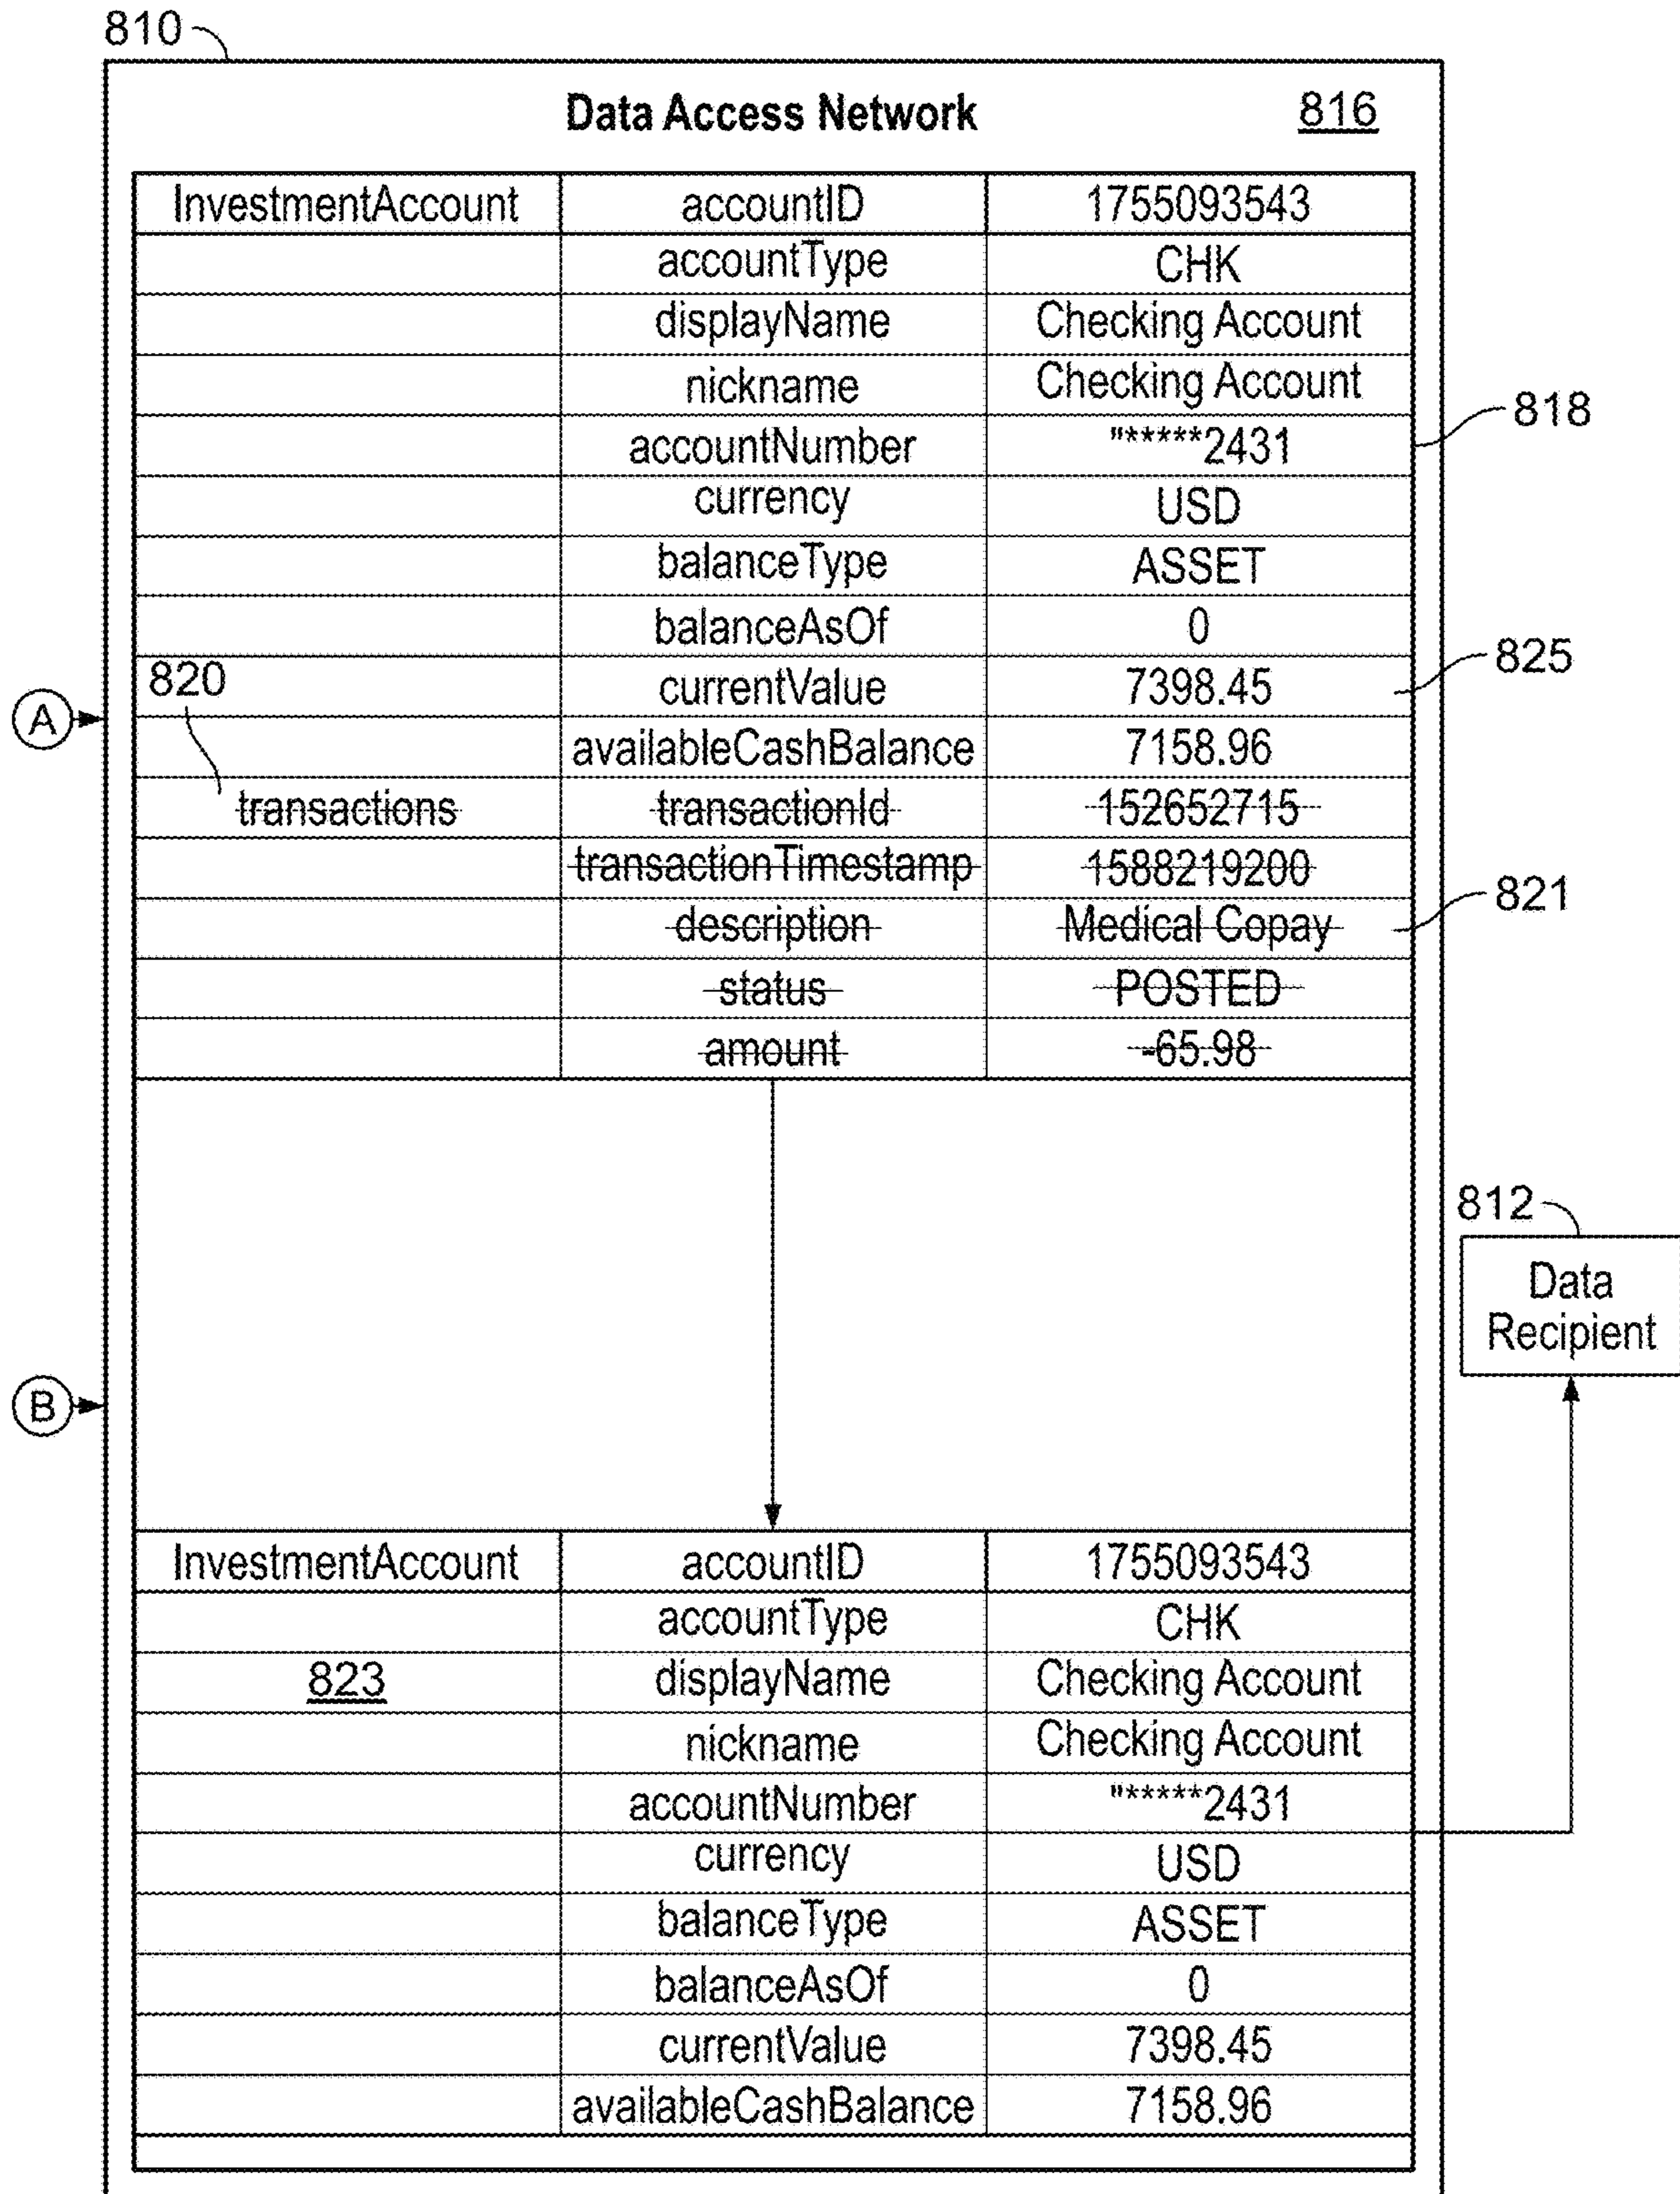 810
Data Access Network 816
InvestmentAccount accountID 1755093543
accountType CHK
displayName Checking Account
nickname Checking Account
818
accountNumber "*****2431
currency USD
balanceType ASSET
balanceAsOf 0
820 currentValue 7398.45 825
A
availableCashBalance 7158.96
transactions transactionId 152652715
transactionTimestamp 1588219200
821
description Medical Copay
status POSTED
amount -65.98
812
Data
Recipient
B
InvestmentAccount accountID 1755093543
accountType CHK
823 displayName Checking Account
nickname Checking Account
accountNumber "*****2431
currency USD
balanceType ASSET
balanceAsOf 0
currentValue 7398.45
availableCashBalance 7158.96